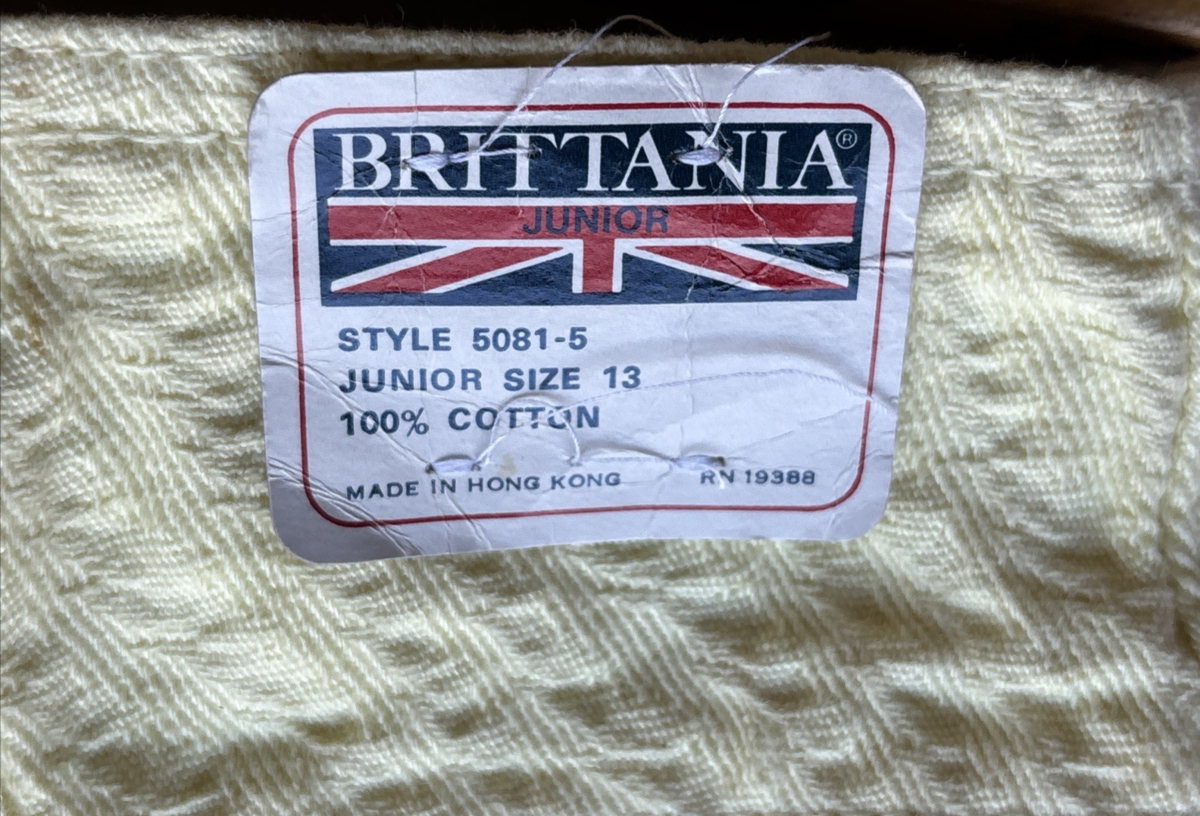 BRITTANIA®
JUNIOR
STYLE 5081-5
JUNIOR SIZE 13
100% COTTON
MADE IN HONG KONG RN 19388